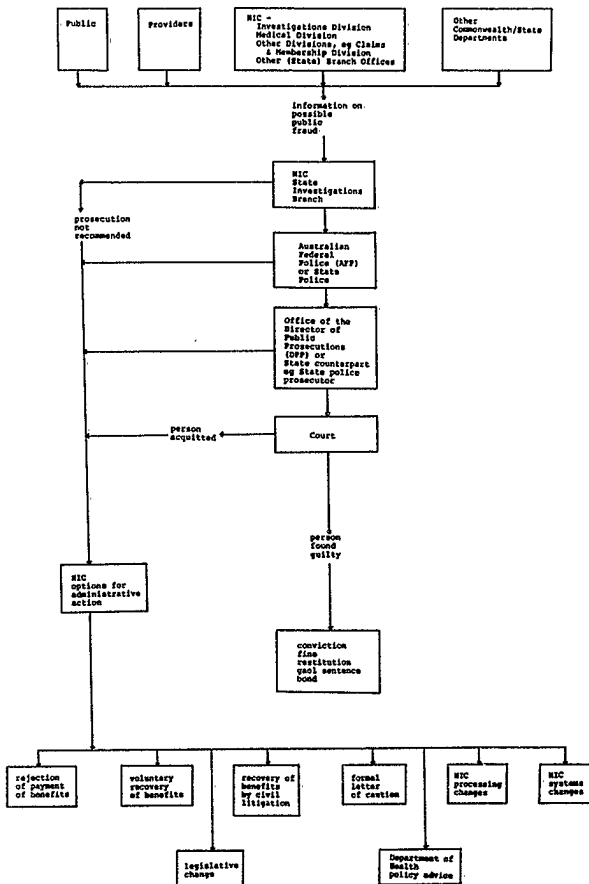 Public
Providers
HIC -
Investigations Division
Medical Division
Other Divisions, eg Claims
& Membership Division
Other (State) Branch Offices
Other
Commonwealth/State
Departments
information on
possible
public
fraud
HIC
State
Investigations
Branch
prosecution
not
recommended
Australian
Federal
Police (AFP)
or State
Police
Office of the
Director of
Public
Prosecutions
(DPP) or
State counterpart
eg State police
prosecutor
person
acquitted
Court
person
found
guilty
HIC
options for
administrative
action
conviction
fine
restitution
gaol sentence
bond
rejection
of payment
of benefits
voluntary
recovery
of benefits
recovery of
benefits
by civil
litigation
formal
letter
of caution
HIC
processing
changes
HIC
systems
changes
legislative
change
Department of
Health
policy advice